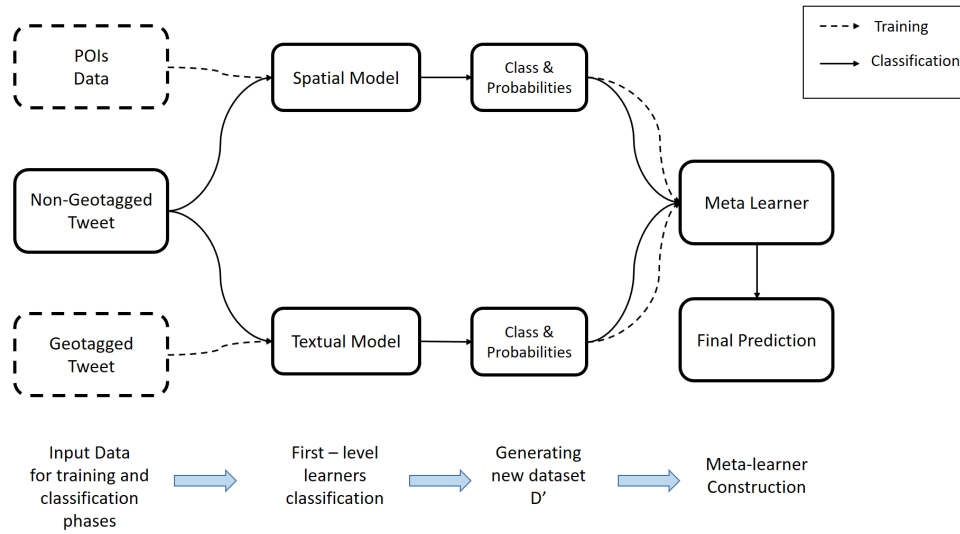 POIs
Data
Spatial Model
Class &
Probabilities
Training
Classification
Non-Geotagged
Tweet
Meta Learner
Geotagged
Tweet
Textual Model
Class &
Probabilities
Final Prediction
Input Data
for training and
classification
phases
First – level
learners
classification
Generating
new dataset
D’
Meta-learner
Construction